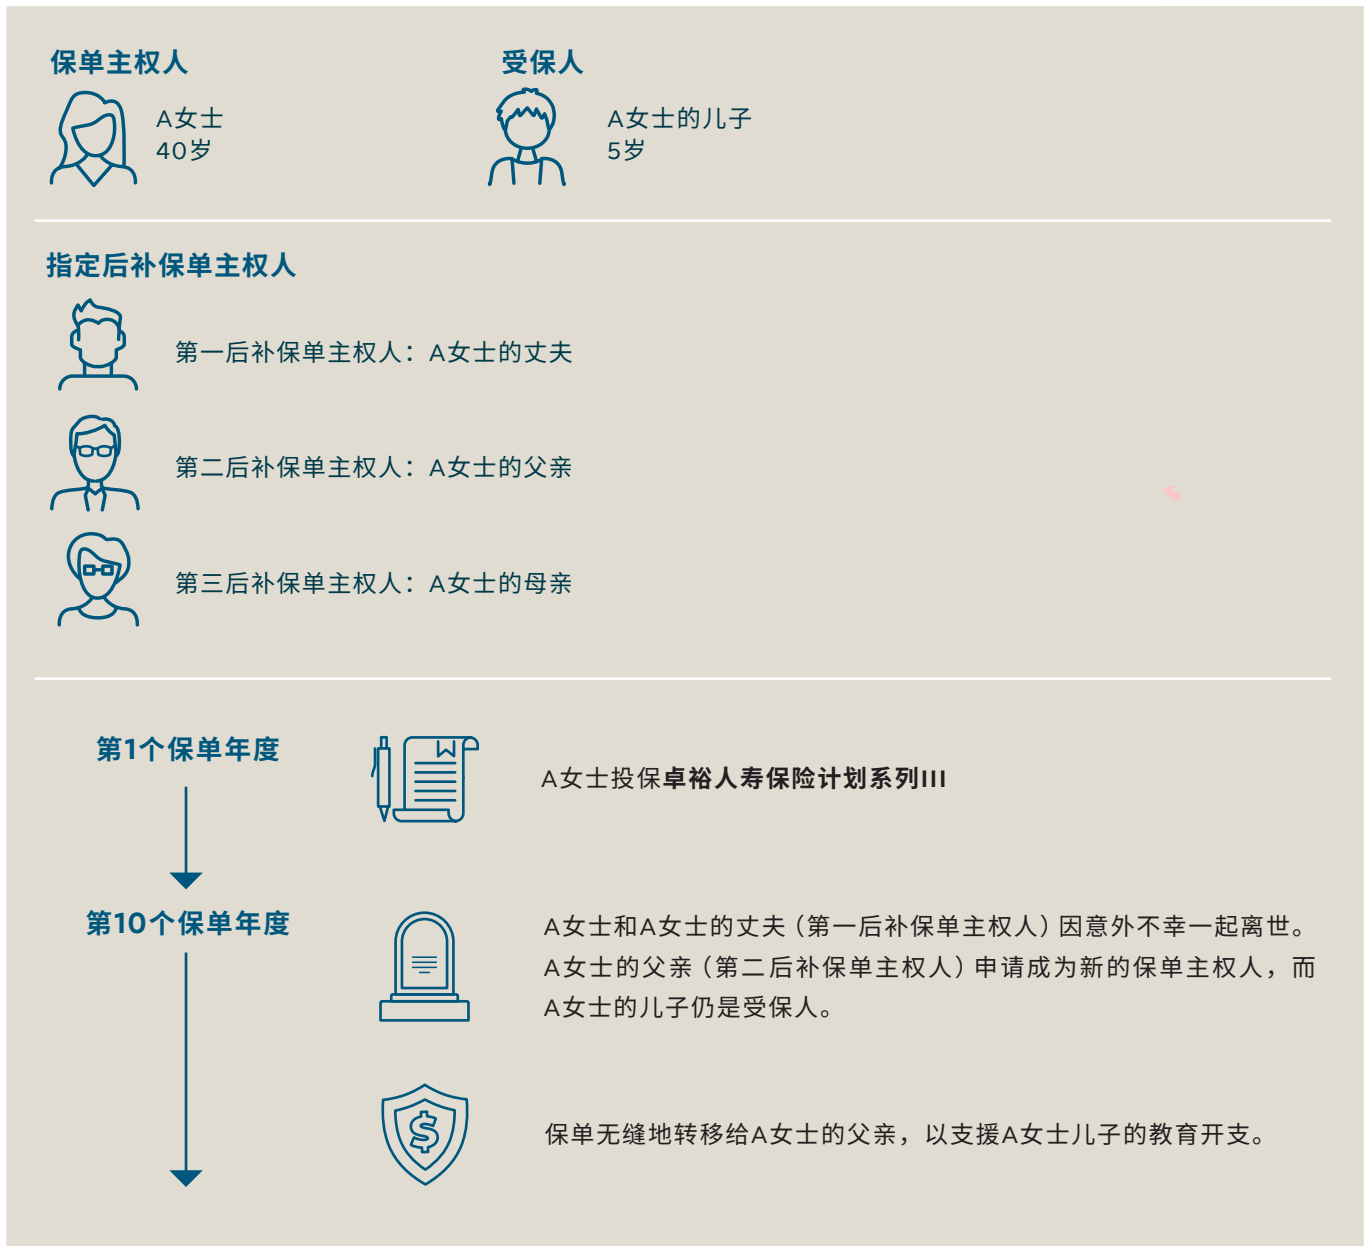 保单主权人
受保人
A女士
40岁
A女士的儿子
5岁
指定后补保单主权人
第一后补保单主权人：A女士的丈夫
第二后补保单主权人：A女士的父亲
第三后补保单主权人：A女士的母亲
第1个保单年度
A女士投保卓裕人寿保险计划系列III
第10个保单年度
A女士和A女士的丈夫（第一后补保单主权人）因意外不幸一起离世。
A女士的父亲（第二后补保单主权人）申请成为新的保单主权人，而
A女士的儿子仍是受保人。
$
保单无缝地转移给A女士的父亲，以支援A女士儿子的教育开支。